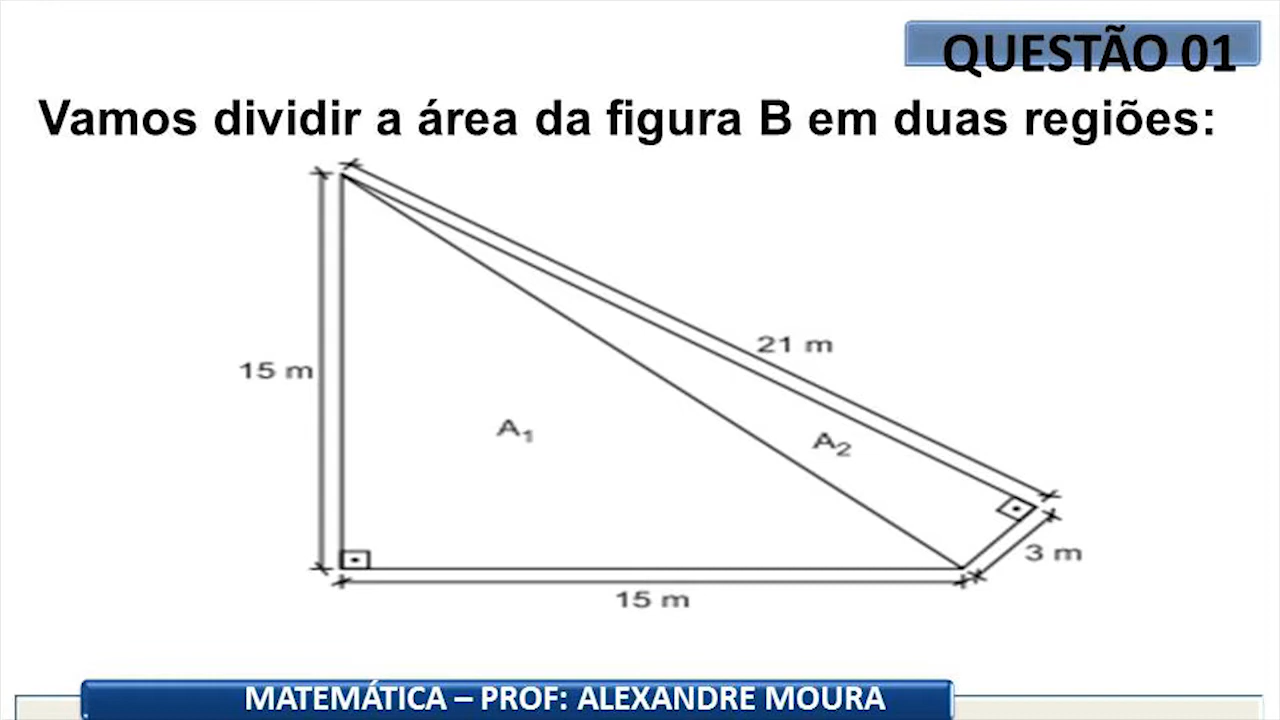 QUESTÃO 01
Vamos dividir a área da figura B em duas regiões:
21 m
15 m
A₁
A₂
3 m
15 m
MATEMÁTICA – PROF: ALEXANDRE MOURA